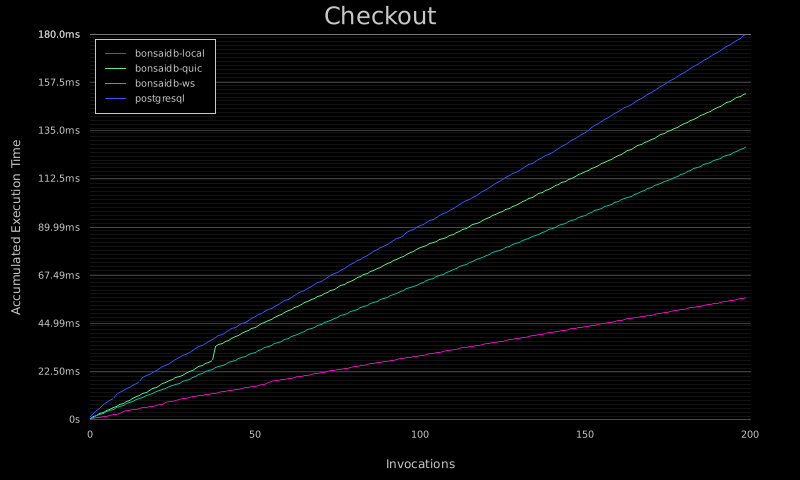 Checkout
180.0ms
157.5ms
135.0ms
112.5ms
89.99ms
67.49ms
44.99ms
22.50ms
0s
bonsaidb-local
bonsaidb-quic
bonsaidb-ws
postgresql
Accumulated Execution Time
0 50 100 150 200
Invocations